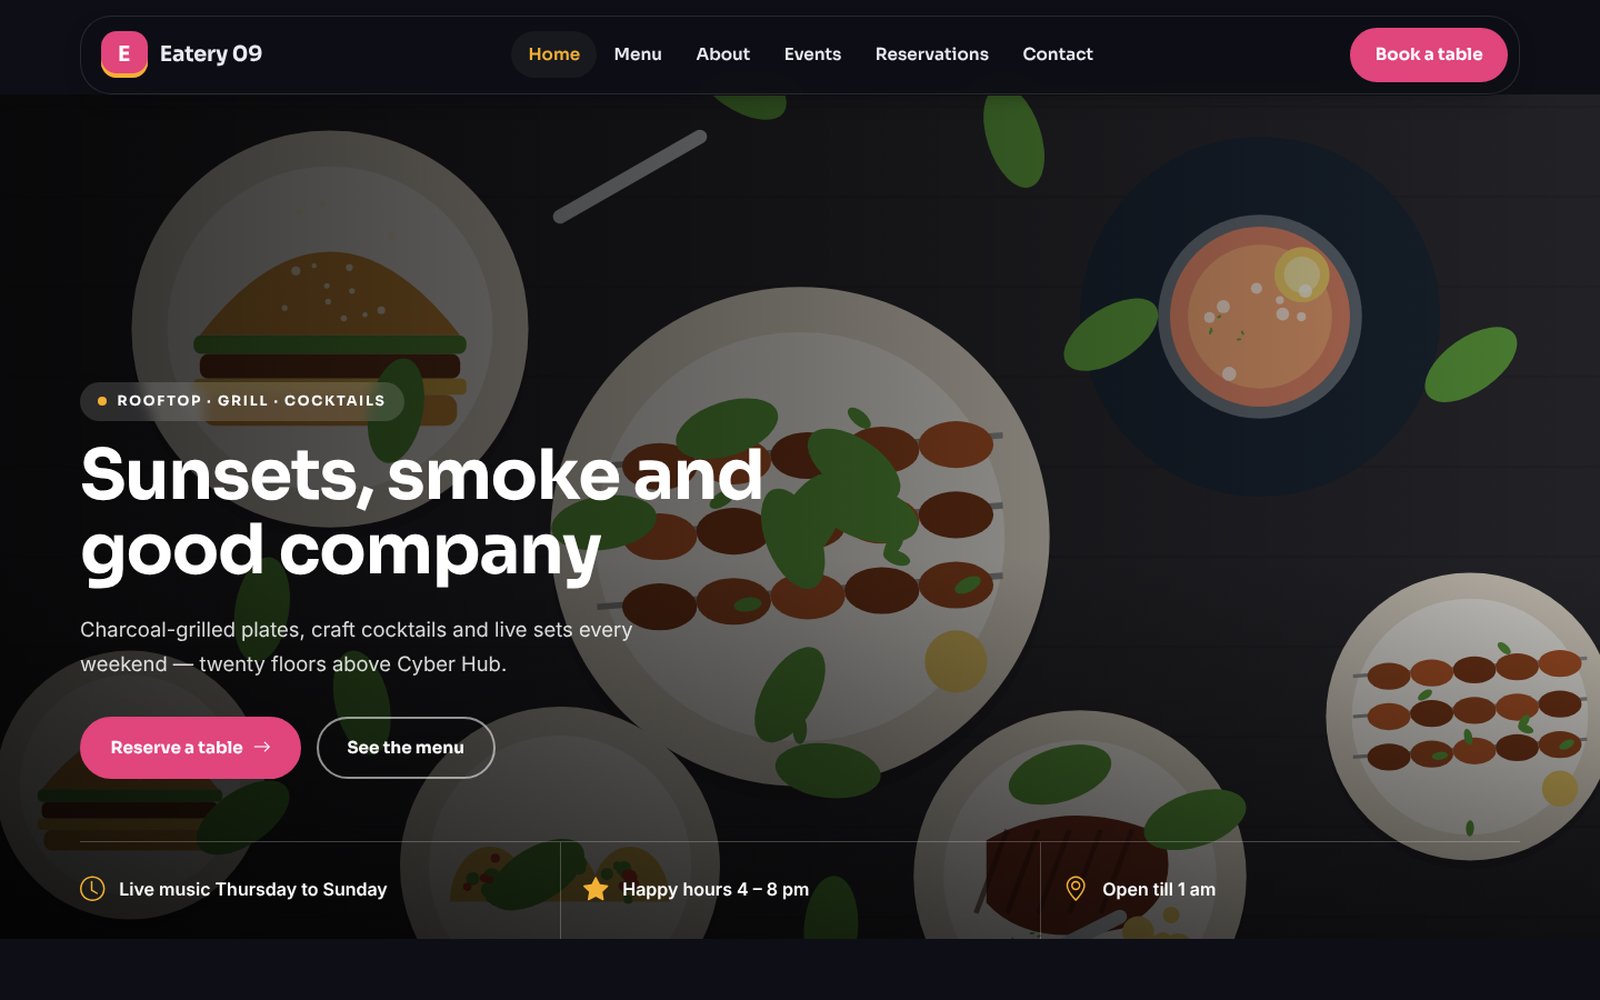 E Eatery 09
Home Menu About Events Reservations Contact
Book a table
ROOFTOP · GRILL · COCKTAILS
Sunsets, smoke and
good company
Charcoal-grilled plates, craft cocktails and live sets every
weekend — twenty floors above Cyber Hub.
Reserve a table →
See the menu
Live music Thursday to Sunday
Happy hours 4 – 8 pm
Open till 1 am